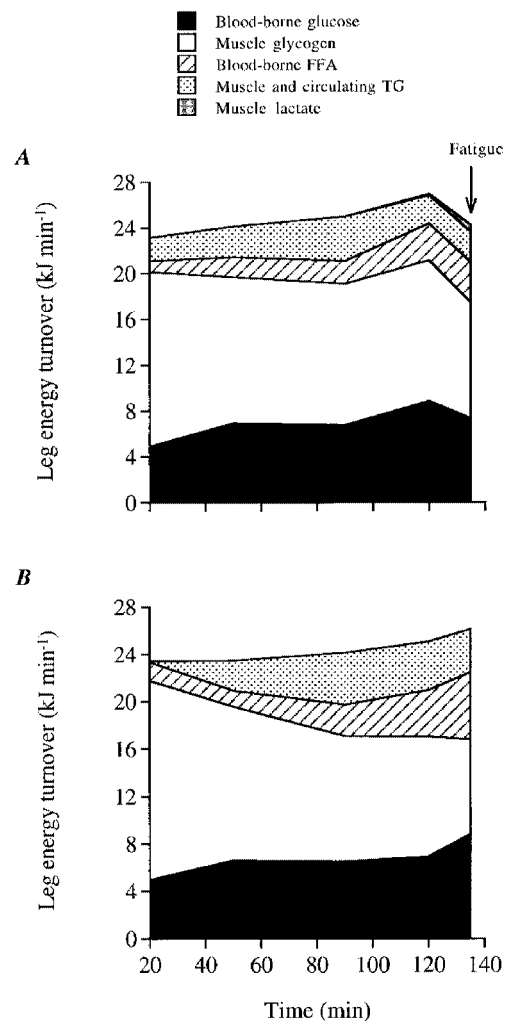 Blood-borne glucose
Muscle glycogen
Blood-borne FFA
Muscle and circulating TG
Muscle lactate
A
Fatigue
28
24
20
16
12
8
4
0
Leg energy turnover (kJ min-1)
B
28
24
20
16
12
8
4
0
Leg energy turnover (kJ min-1)
20 40 60 80 100 120 140
Time (min)